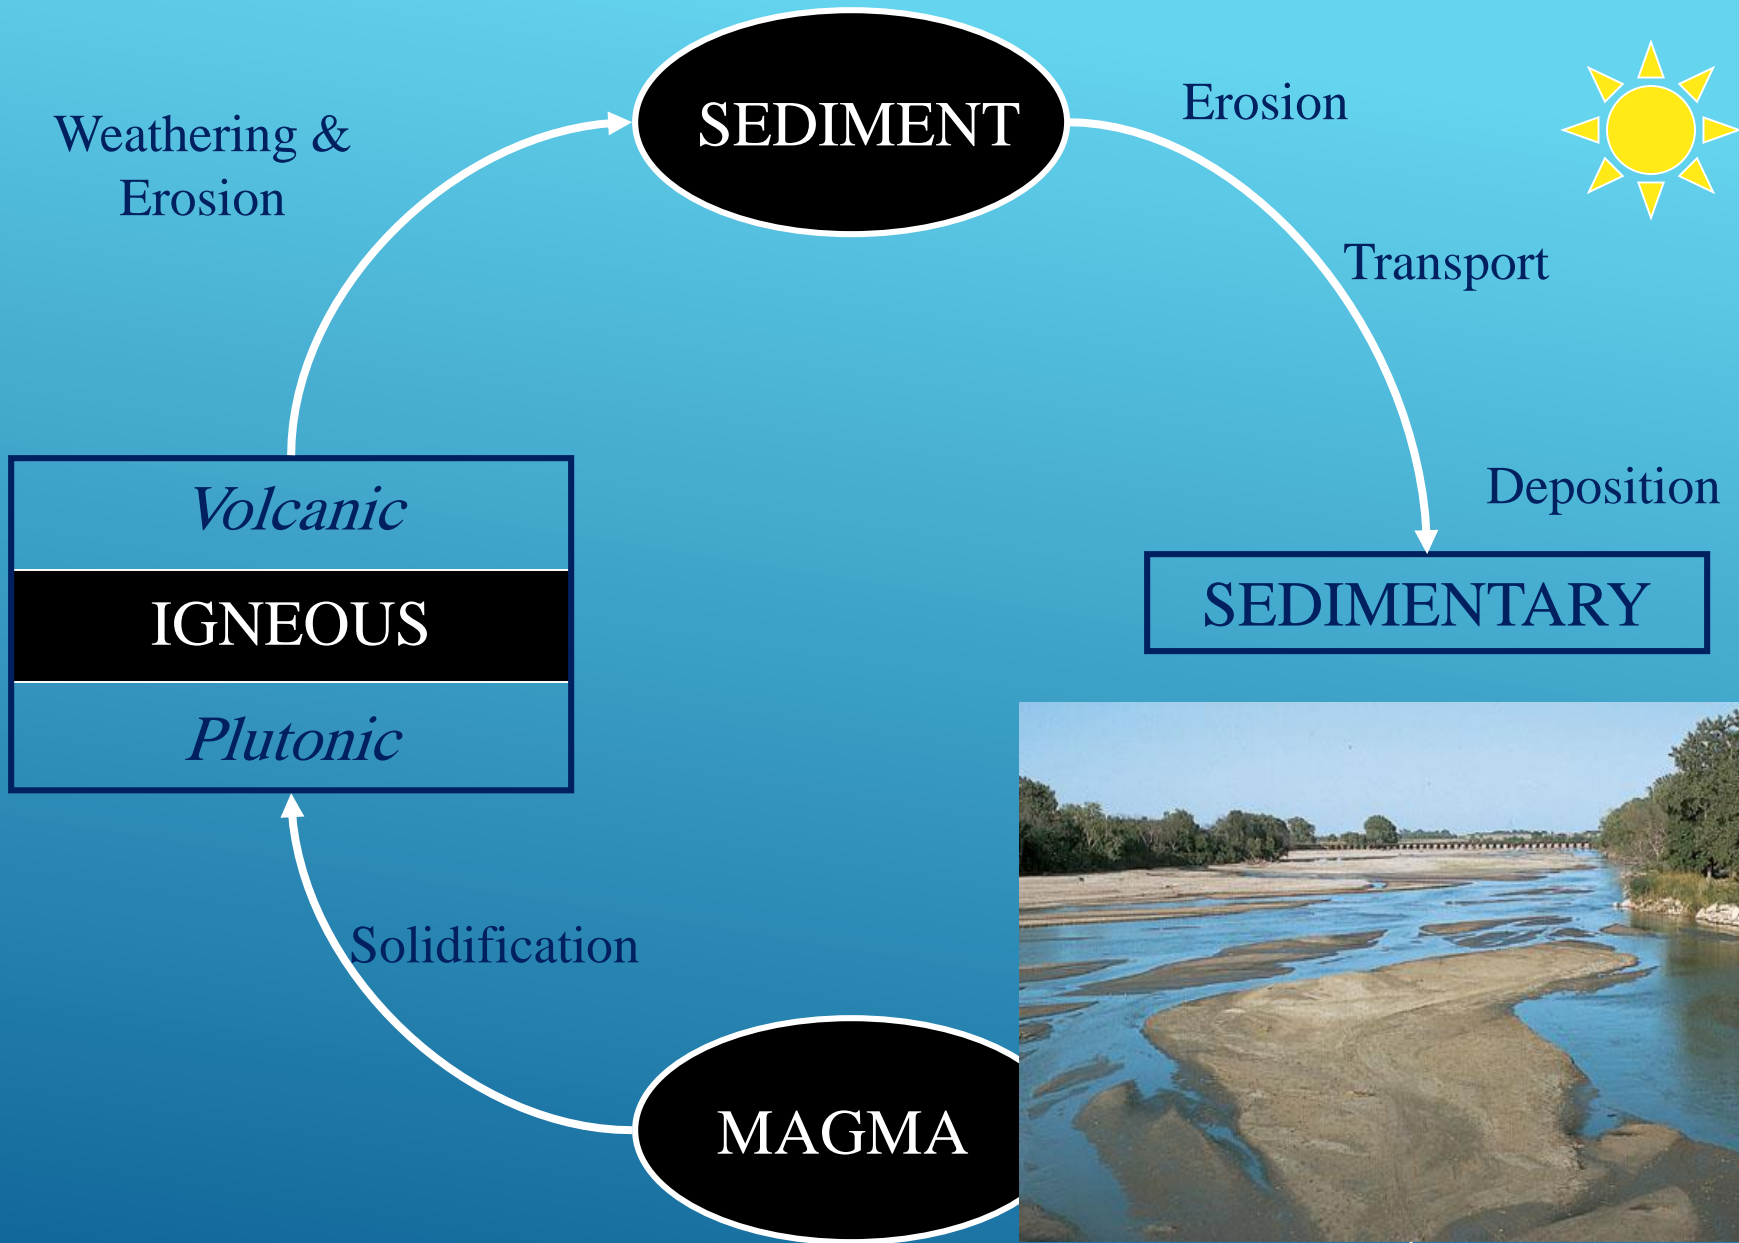 SEDIMENT
Erosion
Weathering &
Erosion
Transport
Volcanic
Deposition
IGNEOUS
SEDIMENTARY
Plutonic
Solidification
MAGMA